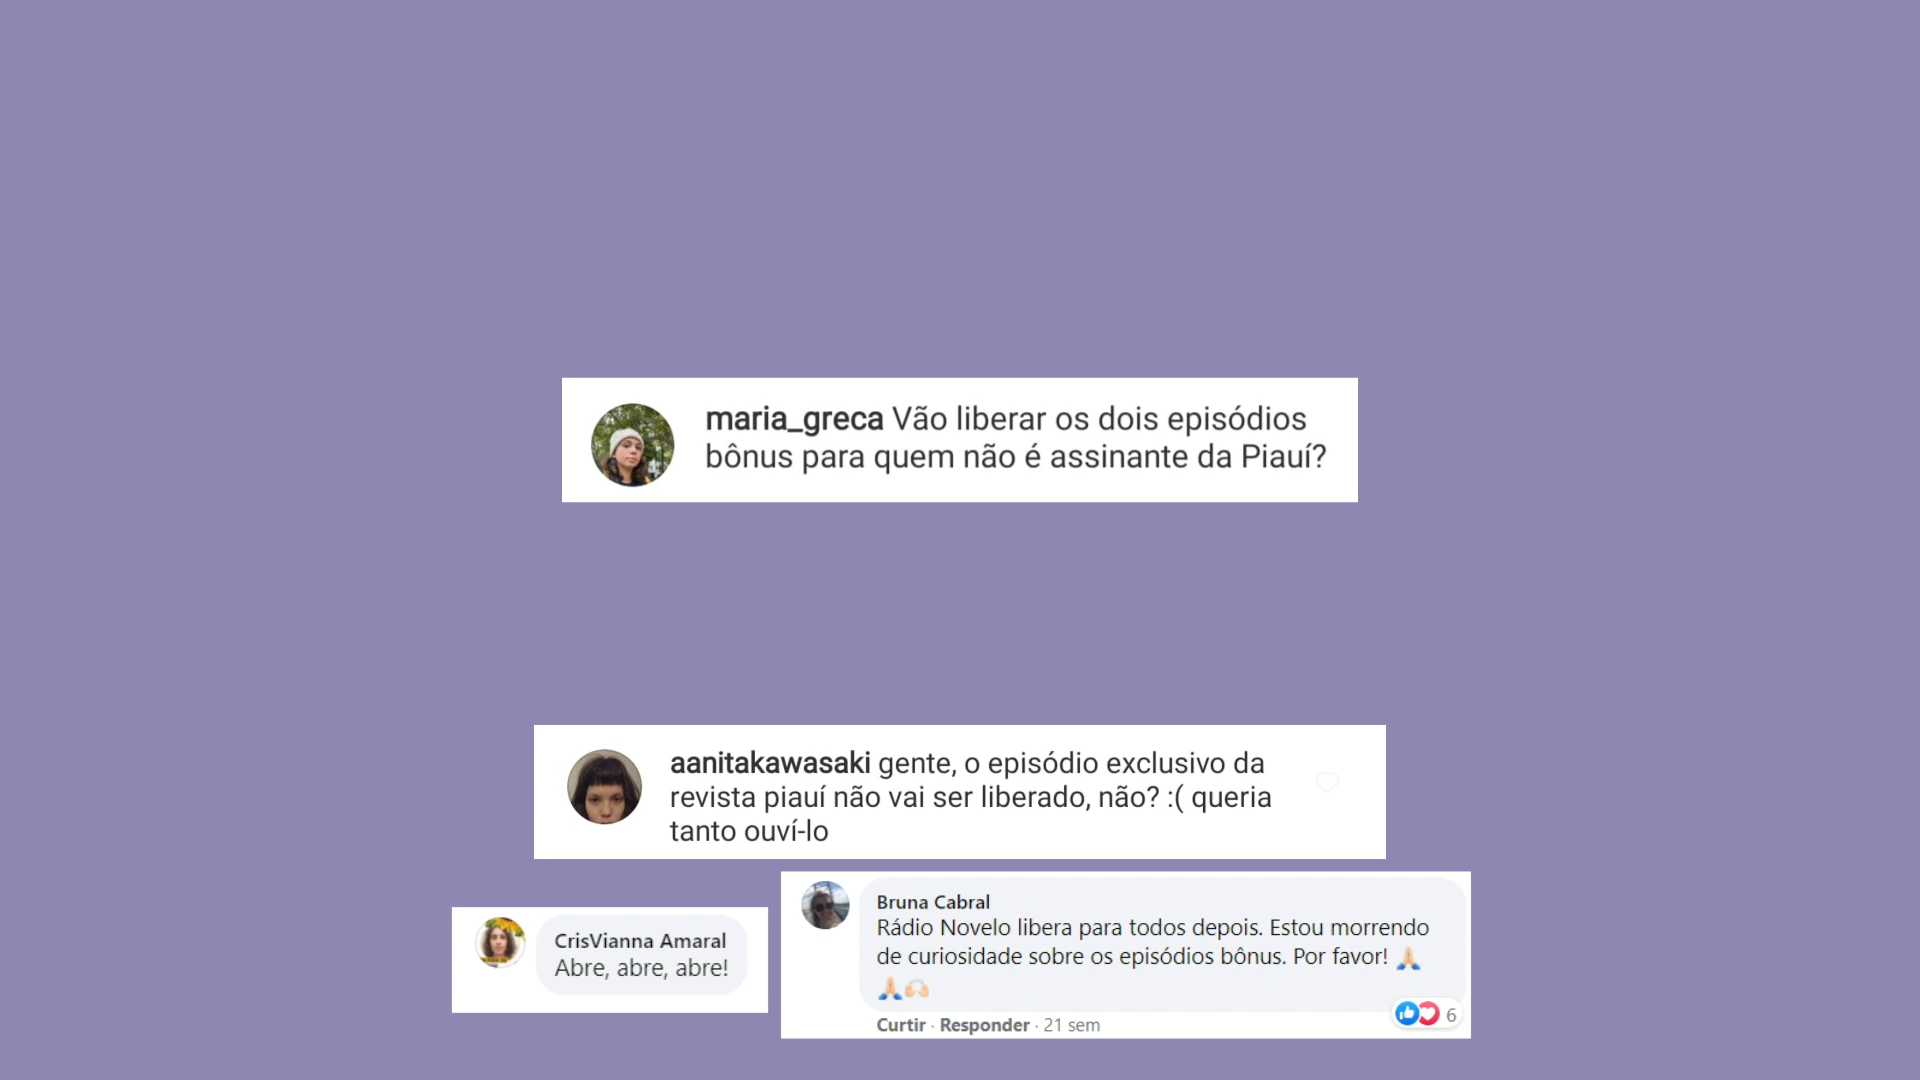 maria_greca Vão liberar os dois episódios
bônus para quem não é assinante da Piauí?
aanitakawasaki gente, o episódio exclusivo da
revista piauí não vai ser liberado, não? :( queria
tanto ouví-lo
CrisVianna Amaral
Abre, abre, abre!
Bruna Cabral
Rádio Novelo libera para todos depois. Estou morrendo
de curiosidade sobre os episódios bônus. Por favor! 🙏🏻
🙏🏻🙌🏻
Curtir · Responder · 21 sem
6